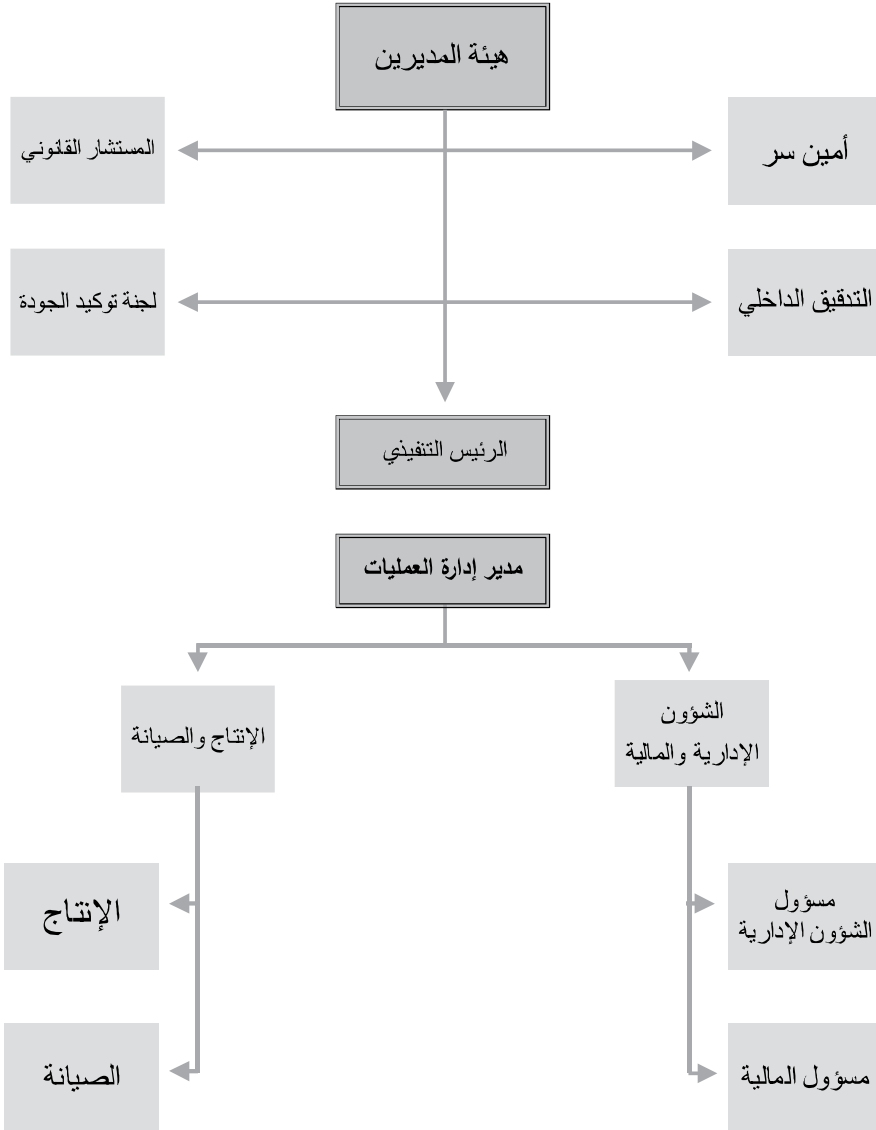 هيئة المديرين
أمين سر
المستشار القانوني
التدقيق الداخلي
لجنة توكيد الجودة
الرئيس التنفيذي
مدير إدارة العمليات
الشؤون
الإدارية والمالية
الإنتاج والصيانة
مسؤول
الشؤون الإدارية
الإنتاج
مسؤول المالية
الصيانة